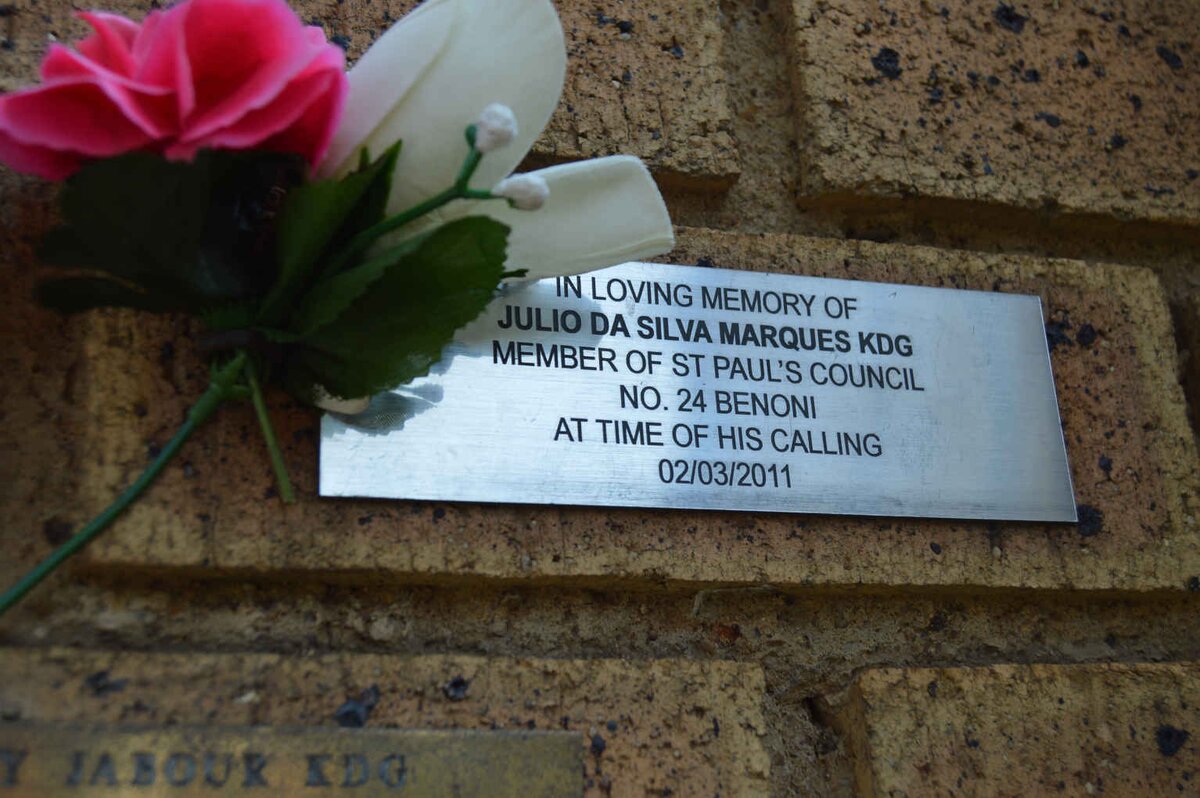 IN LOVING MEMORY OF
JULIO DA SILVA MARQUES KDG
MEMBER OF ST PAUL'S COUNCIL
NO. 24 BENONI
AT TIME OF HIS CALLING
02/03/2011
Y JABOUR KDG